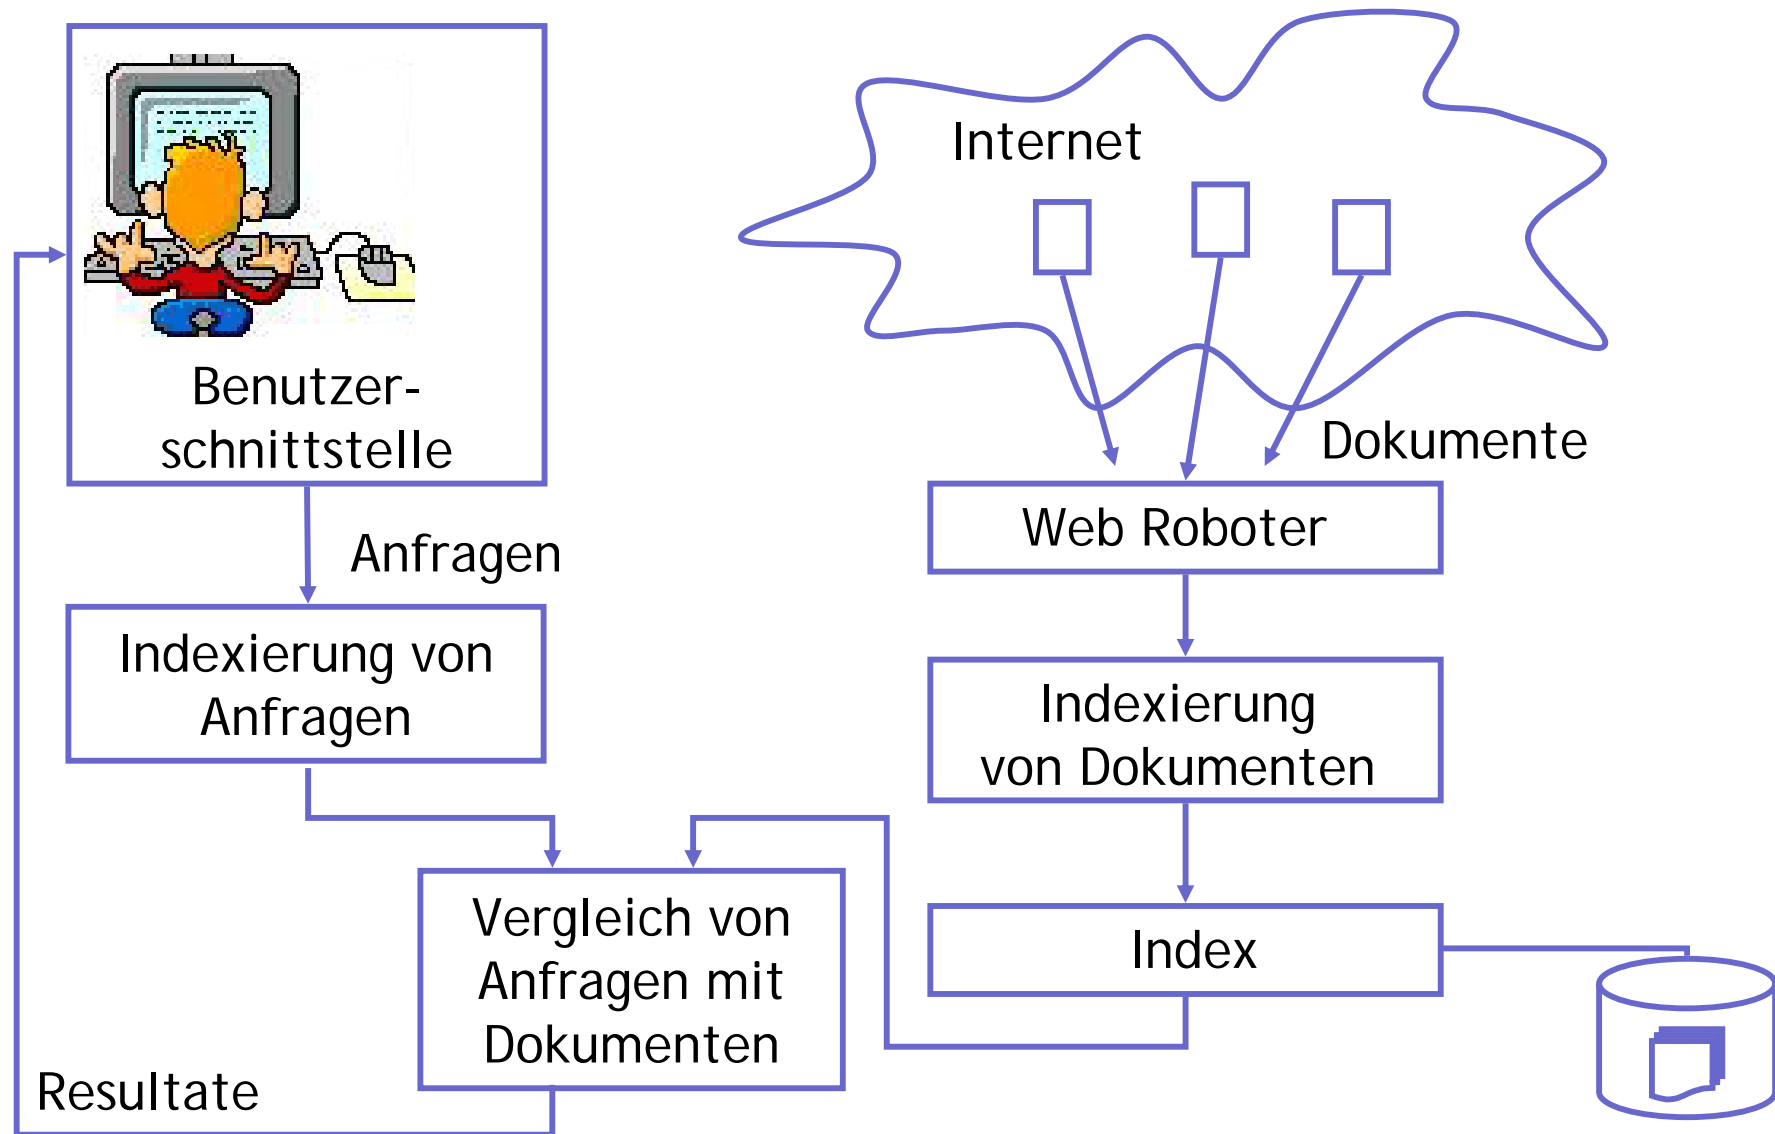 Benutzer-
schnittstelle
Anfragen
Indexierung von
Anfragen
Internet
Dokumente
Web Roboter
Indexierung
von Dokumenten
Index
Vergleich von
Anfragen mit
Dokumenten
Resultate